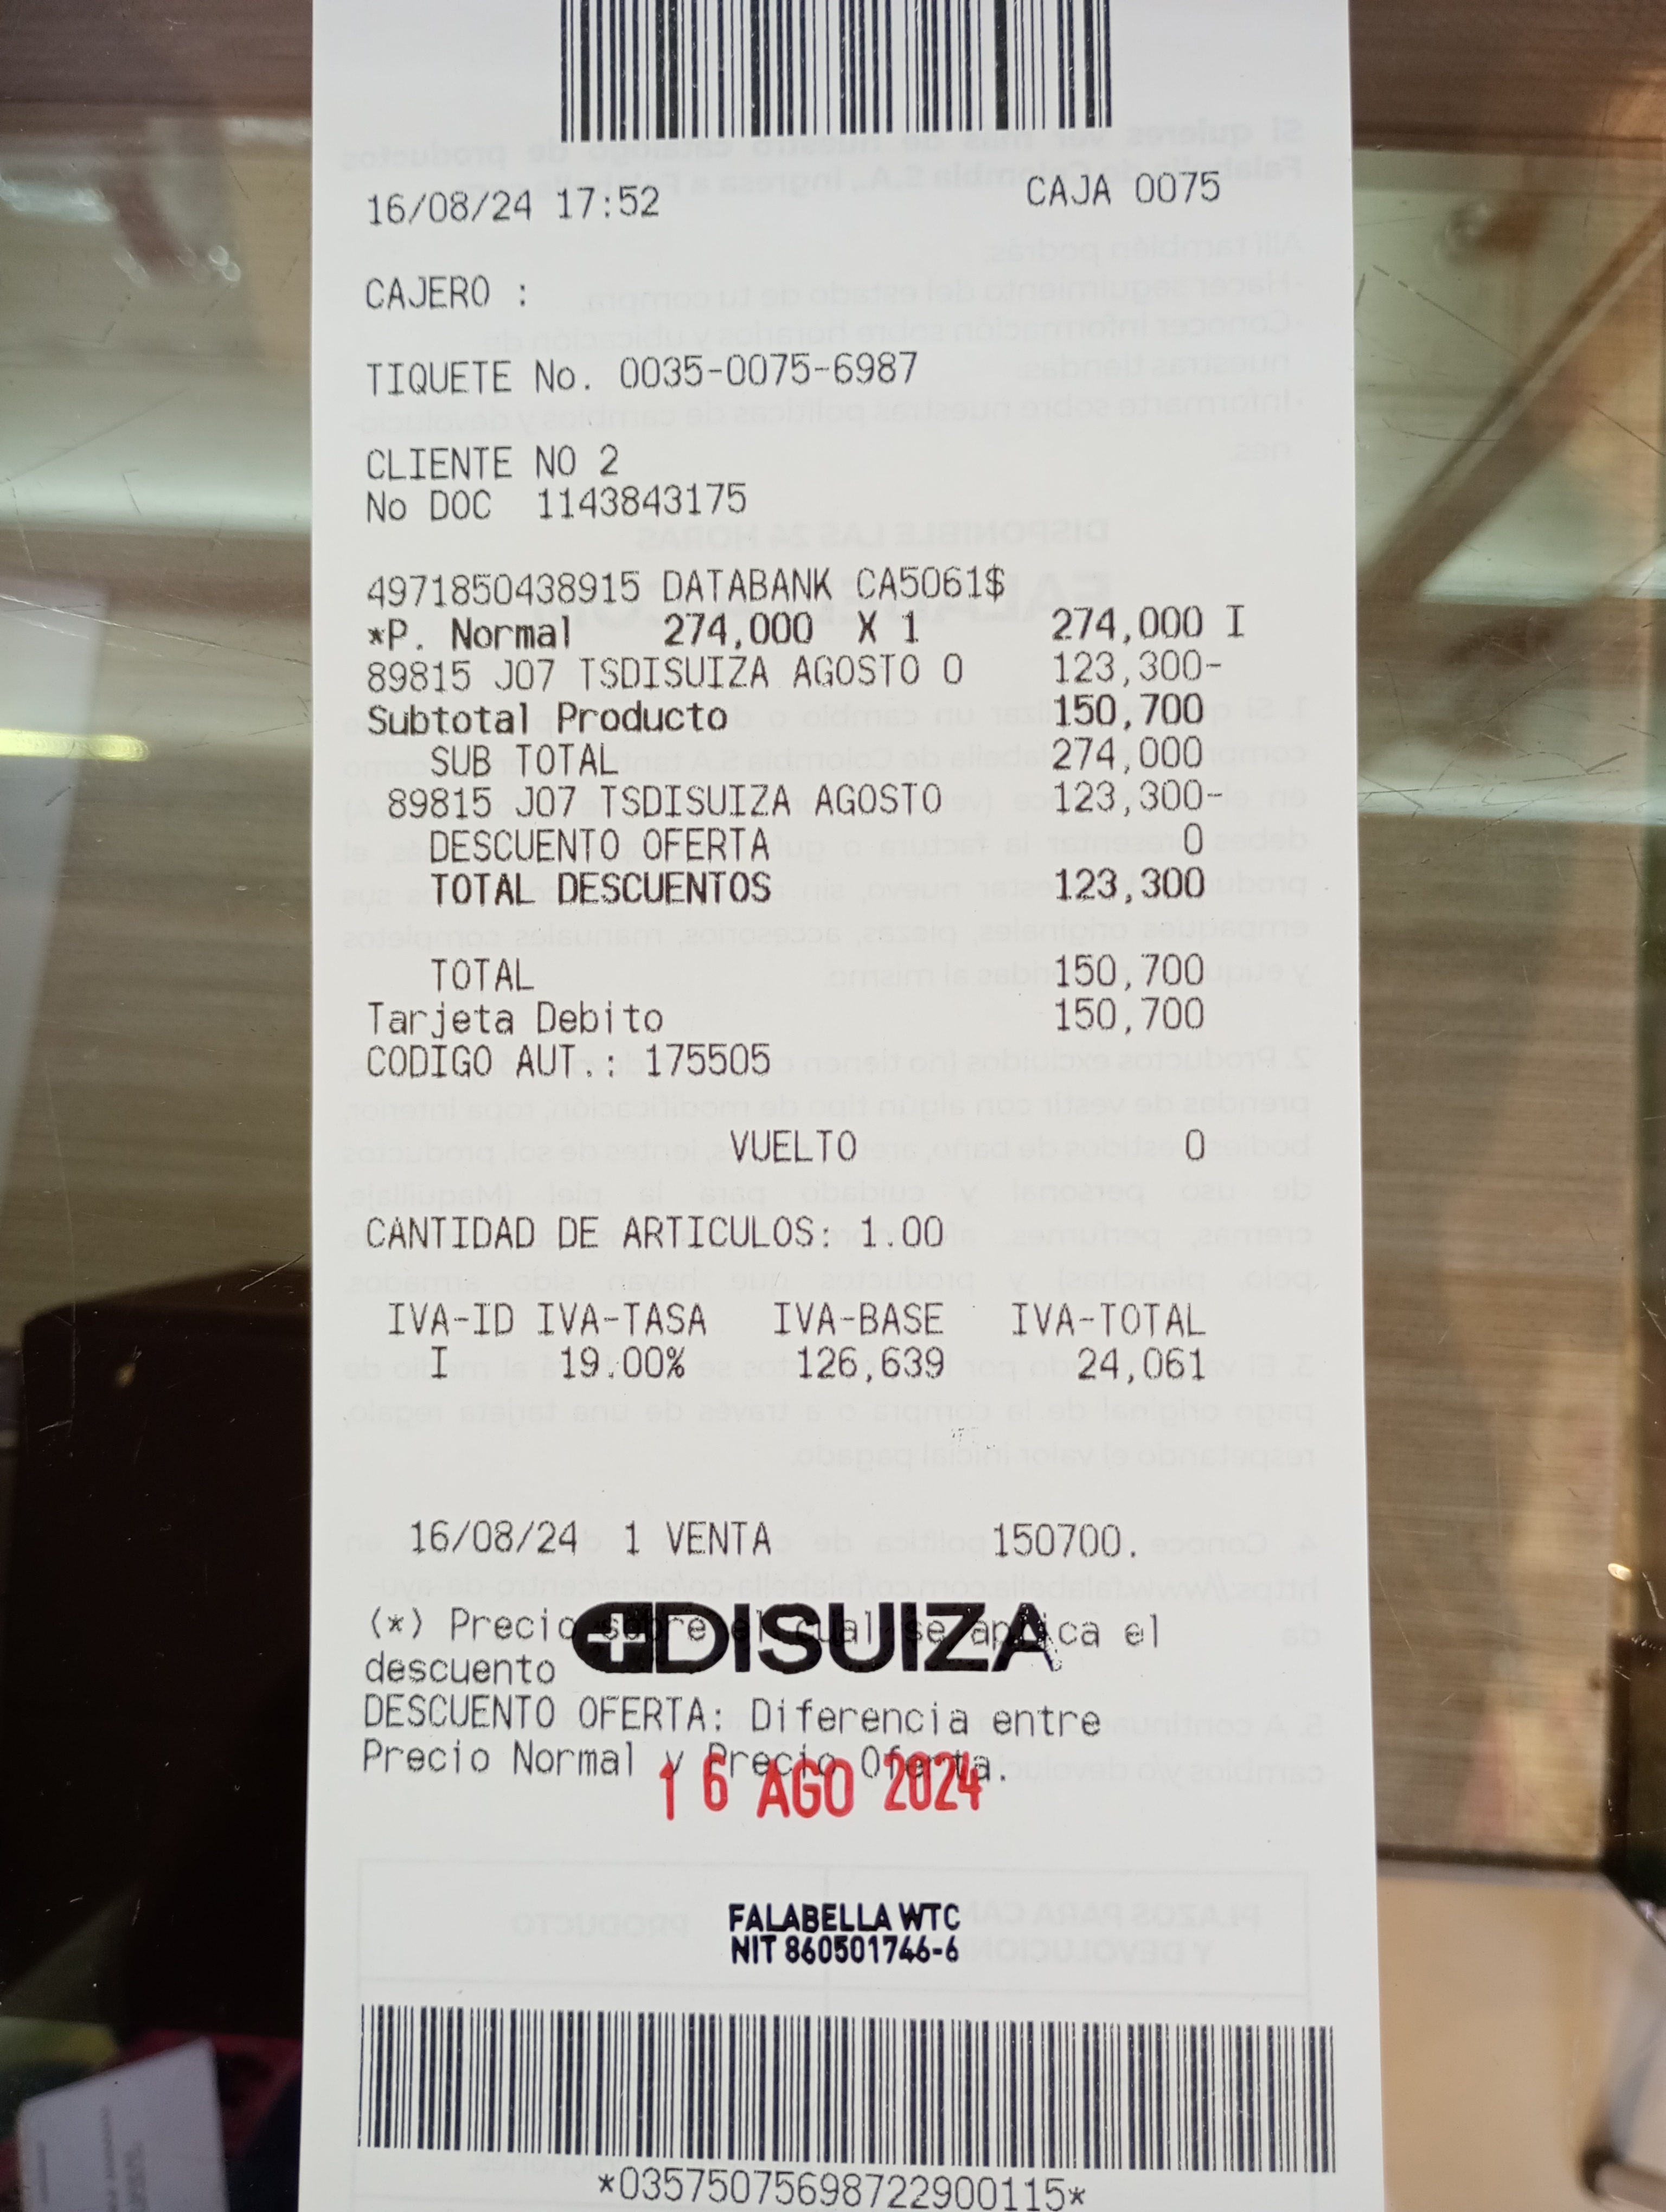 16/08/24 17:52 CAJA 0075
CAJERO :
TIQUETE No. 0035-0075-6987
CLIENTE NO 2
No DOC 1143843175
4971850438915 DATABANK CA5061$
*P. Normal 274,000 X 1 274,000 I
89815 J07 TSDISUIZA AGOSTO O 123,300-
Subtotal Producto 150,700
SUB TOTAL 274,000
89815 J07 TSDISUIZA AGOSTO 123,300-
DESCUENTO OFERTA 0
TOTAL DESCUENTOS 123,300
TOTAL 150,700
Tarjeta Debito 150,700
CODIGO AUT.: 175505
VUELTO 0
CANTIDAD DE ARTICULOS: 1.00
IVA-ID IVA-TASA IVA-BASE IVA-TOTAL
I 19.00% 126,639 24,061
16/08/24 1 VENTA 150700.
(*) Precio sobre el cual se aplica el
descuento
DISUIZA
DESCUENTO OFERTA: Diferencia entre
Precio Normal y Precio Oferta.
16 AGO 2024
FALABELLA WTC
NIT 860501746-6
*03575075698722900115*